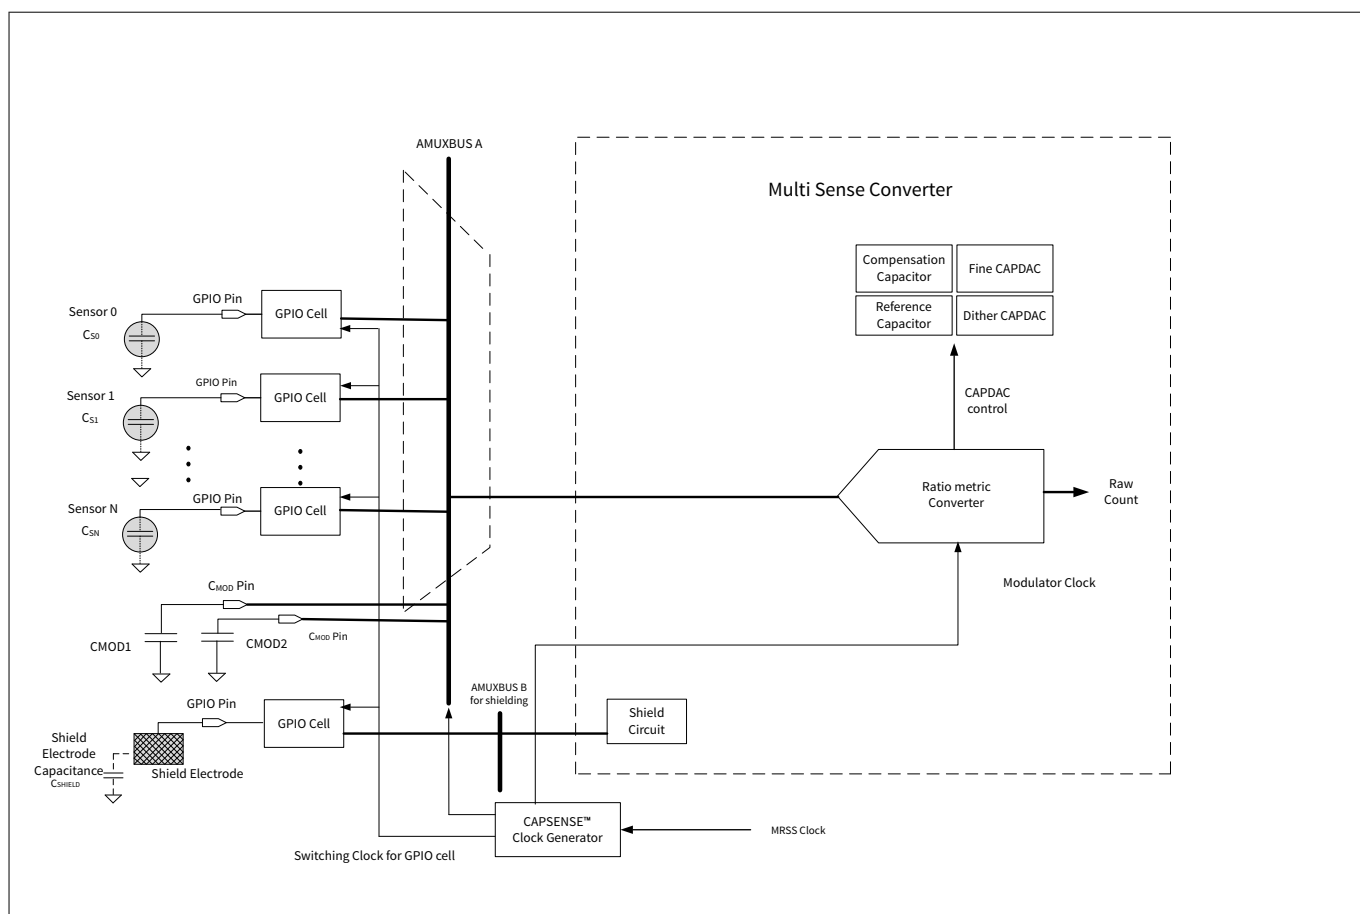 AMUXBUS A
Multi Sense Converter
Compensation
Capacitor
Fine CAPDAC
Reference
Capacitor
Dither CAPDAC
GPIO Pin
Sensor 0
CS0
GPIO Cell
GPIO Pin
Sensor 1
CS1
GPIO Cell
CAPDAC
control
GPIO Pin
Sensor N
CSN
GPIO Cell
Ratio metric
Converter
Raw
Count
Modulator Clock
CMOD Pin
CMOD1
CMOD2
CMOD Pin
AMUXBUS B
for shielding
GPIO Pin
GPIO Cell
Shield
Circuit
Shield
Electrode
Capacitance
CSHIELD
Shield Electrode
CAPSENSE™
Clock Generator
MRSS Clock
Switching Clock for GPIO cell